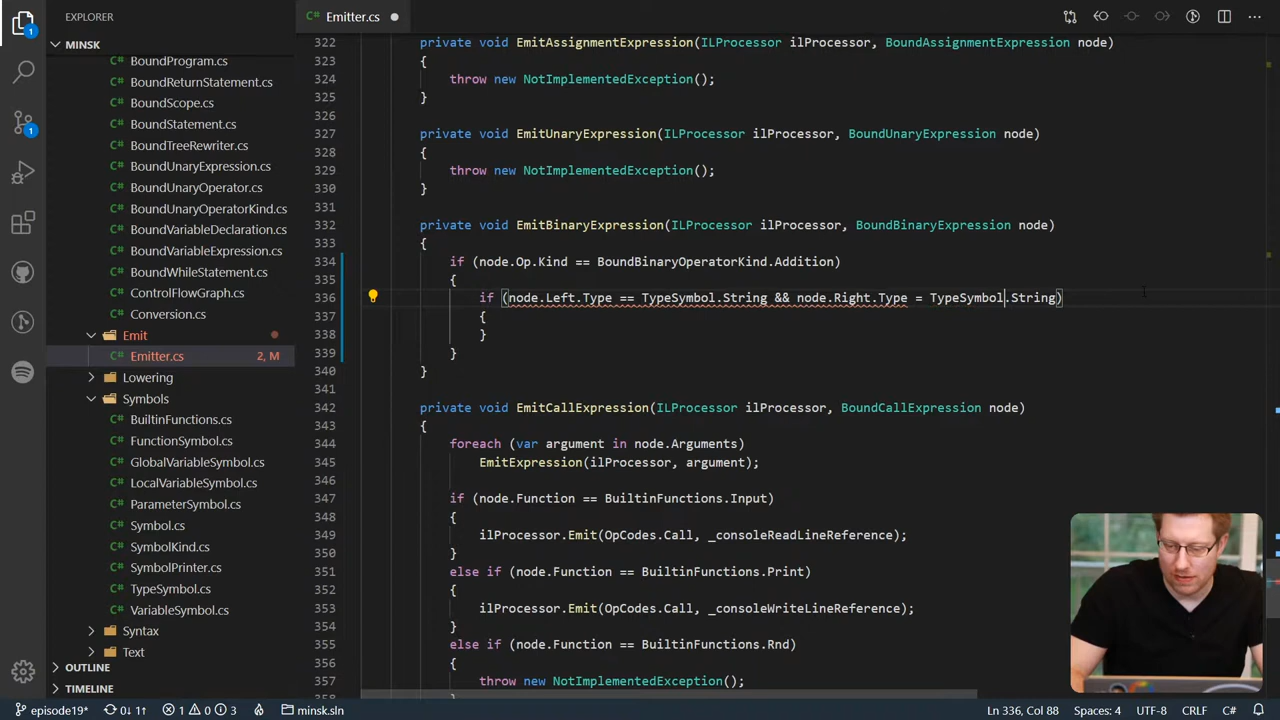 EXPLORER
MINSK
BoundProgram.cs
BoundReturnStatement.cs
BoundScope.cs
BoundStatement.cs
BoundTreeRewriter.cs
BoundUnaryExpression.cs
BoundUnaryOperator.cs
BoundUnaryOperatorKind.cs
BoundVariableDeclaration.cs
BoundVariableExpression.cs
BoundWhileStatement.cs
ControlFlowGraph.cs
Conversion.cs
Emit
Emitter.cs 2, M
Lowering
Symbols
BuiltinFunctions.cs
FunctionSymbol.cs
GlobalVariableSymbol.cs
LocalVariableSymbol.cs
ParameterSymbol.cs
Symbol.cs
SymbolKind.cs
SymbolPrinter.cs
TypeSymbol.cs
VariableSymbol.cs
Syntax
Text
OUTLINE
TIMELINE
1
1
C# Emitter.cs
322 private void EmitAssignmentExpression(ILProcessor ilProcessor, BoundAssignmentExpression node)
323 {
324 throw new NotImplementedException();
325 }
326
327 private void EmitUnaryExpression(ILProcessor ilProcessor, BoundUnaryExpression node)
328 {
329 throw new NotImplementedException();
330 }
331
332 private void EmitBinaryExpression(ILProcessor ilProcessor, BoundBinaryExpression node)
333 {
334 if (node.Op.Kind == BoundBinaryOperatorKind.Addition)
335 {
336 if (node.Left.Type == TypeSymbol.String && node.Right.Type = TypeSymbol.String)
337 {
338 }
339 }
340 }
341
342 private void EmitCallExpression(ILProcessor ilProcessor, BoundCallExpression node)
343 {
344 foreach (var argument in node.Arguments)
345 EmitExpression(ilProcessor, argument);
346
347 if (node.Function == BuiltinFunctions.Input)
348 {
349 ilProcessor.Emit(OpCodes.Call, _consoleReadLineReference);
350 }
351 else if (node.Function == BuiltinFunctions.Print)
352 {
353 ilProcessor.Emit(OpCodes.Call, _consoleWriteLineReference);
354 }
355 else if (node.Function == BuiltinFunctions.Rnd)
356 {
357 throw new NotImplementedException();
358 }
episode19* 0↓ 1↑ 1 0 3 minsk.sln Ln 336, Col 88 Spaces: 4 UTF-8 CRLF C#